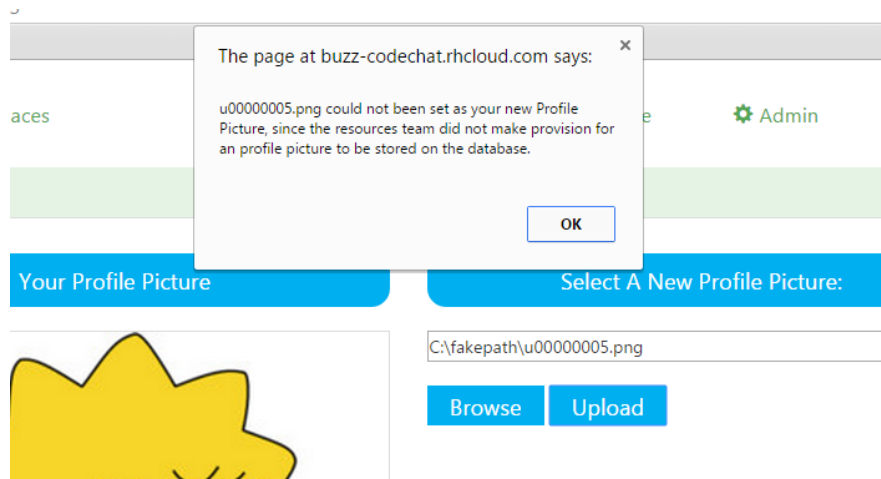 The page at buzz-codechat.rhcloud.com says:
×
u00000005.png could not been set as your new Profile
Picture, since the resources team did not make provision for
an profile picture to be stored on the database.
OK
aces
e
Admin
Your Profile Picture
Select A New Profile Picture:
C:\fakepath\u00000005.png
Browse
Upload